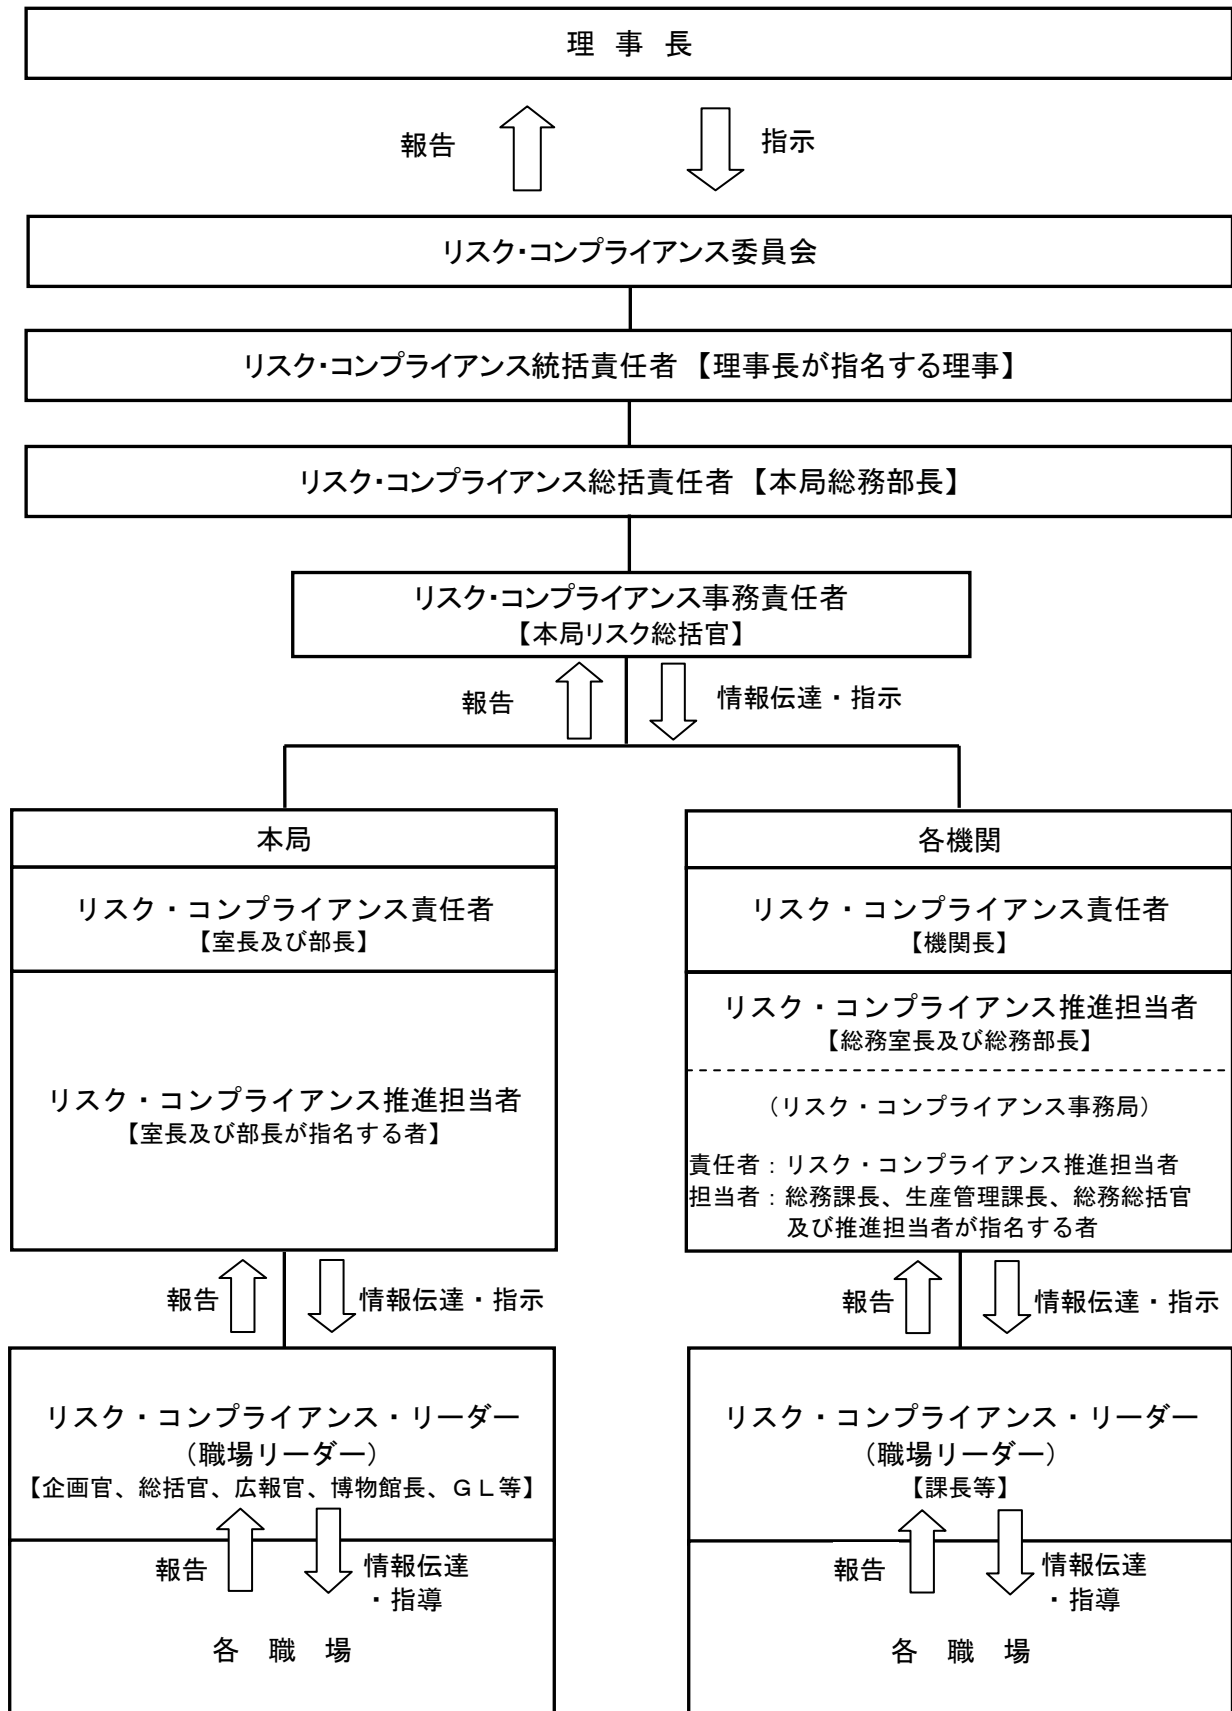 理 事 長
報告
指示
リスク・コンプライアンス委員会
リスク・コンプライアンス統括責任者 【理事長が指名する理事】
リスク・コンプライアンス総括責任者 【本局総務部長】
リスク・コンプライアンス事務責任者
【本局リスク総括官】
報告
情報伝達・指示
本局
リスク・コンプライアンス責任者
【室長及び部長】
リスク・コンプライアンス推進担当者
【室長及び部長が指名する者】
報告
情報伝達・指示
リスク・コンプライアンス・リーダー
(職場リーダー)
【企画官、総括官、広報官、博物館長、GL等】
報告
情報伝達
・指導
各 職 場
各機関
リスク・コンプライアンス責任者
【機関長】
リスク・コンプライアンス推進担当者
【総務室長及び総務部長】
(リスク・コンプライアンス事務局)
責任者:リスク・コンプライアンス推進担当者
担当者:総務課長、生産管理課長、総務総括官
及び推進担当者が指名する者
報告
情報伝達・指示
リスク・コンプライアンス・リーダー
(職場リーダー)
【課長等】
報告
情報伝達
・指導
各 職 場